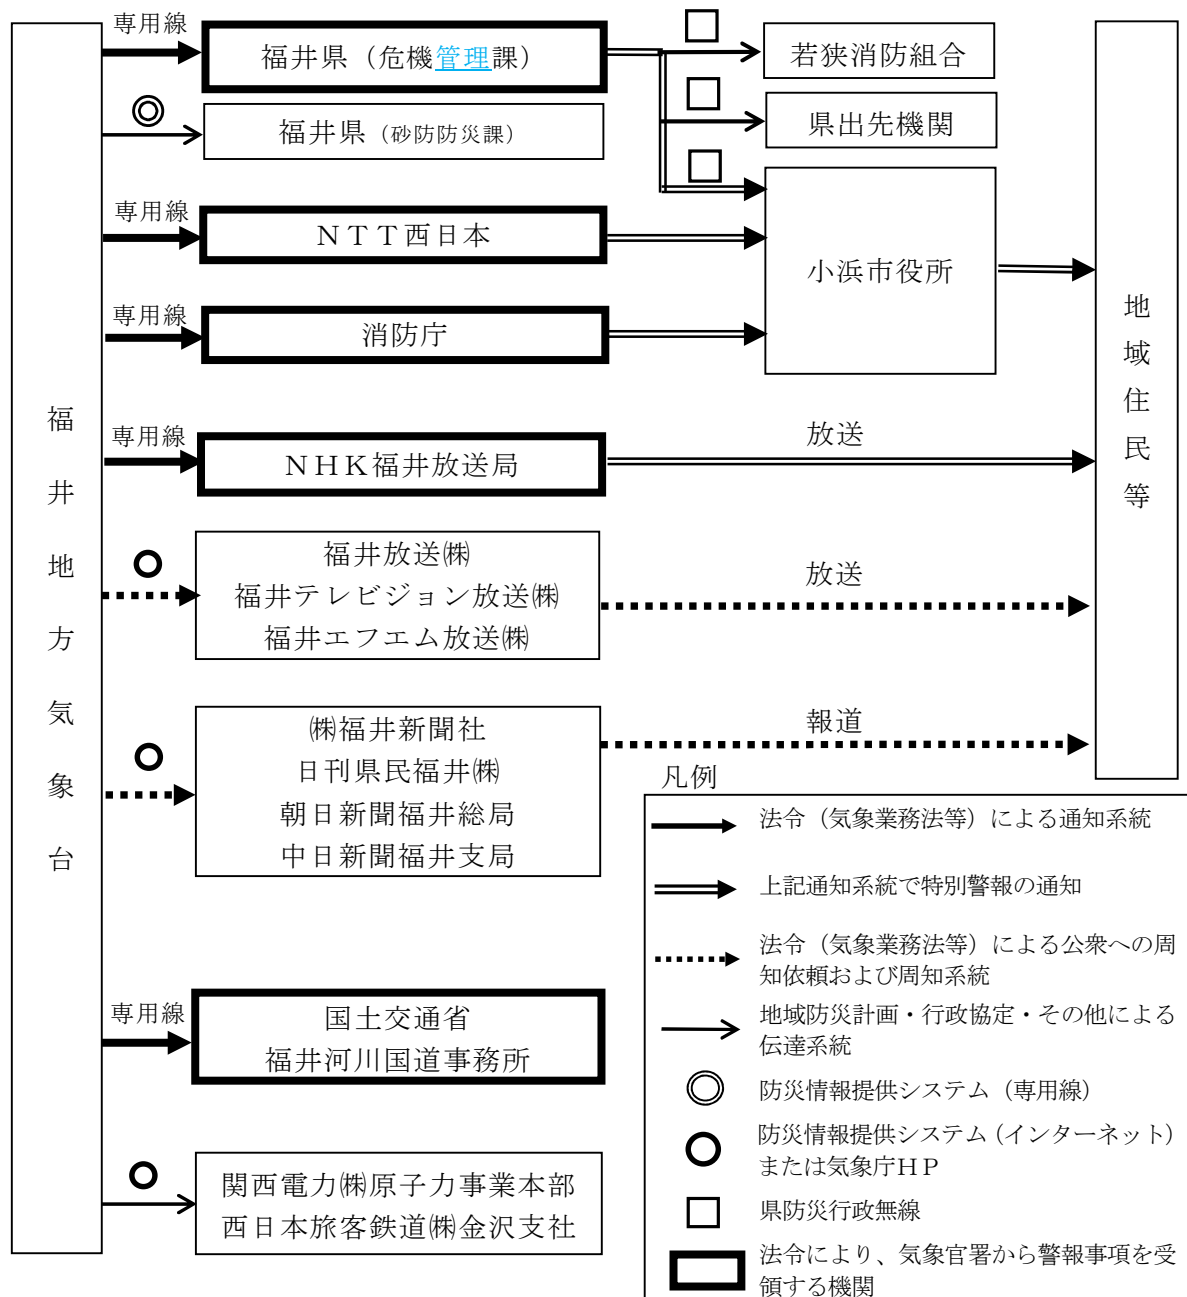 専用線
福井県（危機管理課）
若狭消防組合
福井県（砂防防災課）
県出先機関
専用線
ＮＴＴ西日本
小浜市役所
専用線
消防庁
地域住民等
福井地方気象台
専用線
ＮＨＫ福井放送局
放送
福井放送㈱
福井テレビジョン放送㈱
福井エフエム放送㈱
放送
㈱福井新聞社
日刊県民福井㈱
朝日新聞福井総局
中日新聞福井支局
報道
専用線
国土交通省
福井河川国道事務所
関西電力㈱原子力事業本部
西日本旅客鉄道㈱金沢支社
凡例
法令（気象業務法等）による通知系統
上記通知系統で特別警報の通知
法令（気象業務法等）による公衆への周
知依頼および周知系統
地域防災計画・行政協定・その他による
伝達系統
防災情報提供システム（専用線）
防災情報提供システム（インターネット）
または気象庁ＨＰ
県防災行政無線
法令により、気象官署から警報事項を受
領する機関